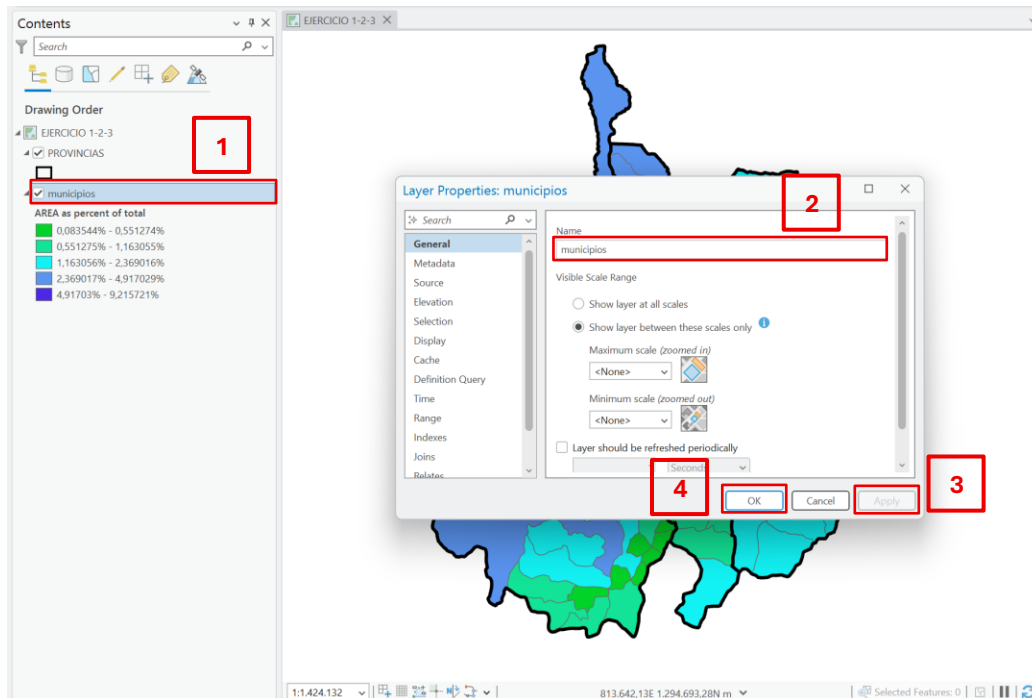 Contents
Search
Drawing Order
EJERCICIO 1-2-3
PROVINCIAS
municipios
AREA as percent of total
0,083544% - 0,551274%
0,551275% - 1,163055%
1,163056% - 2,369016%
2,369017% - 4,917029%
4,91703% - 9,215721%
1
EJERCICIO 1-2-3
Layer Properties: municipios
2
Search
General
Metadata
Source
Elevation
Selection
Display
Cache
Definition Query
Time
Range
Indexes
Joins
Relates
Name
municipios
Visible Scale Range
Show layer at all scales
Show layer between these scales only
Maximum scale (zoomed in)
<None>
Minimum scale (zoomed out)
<None>
Layer should be refreshed periodically
Seconds
4
OK
Cancel
Apply
3
1:1.424.132
813.642,13E 1.294.693,28N m
Selected Features: 0